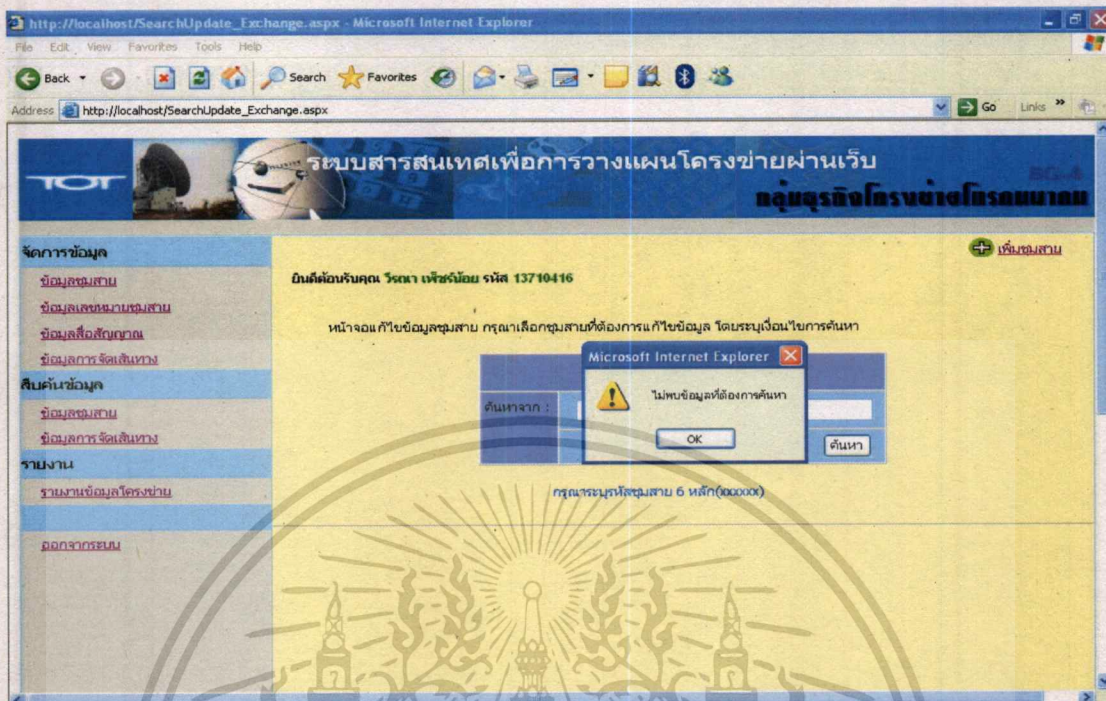 http://localhost/SearchUpdate_Exchange.aspx - Microsoft Internet Explorer
File Edit View Favorites Tools Help
Back Search Favorites
Address http://localhost/SearchUpdate_Exchange.aspx Go Links »
TOT
ระบบสารสนเทศเพื่อการวางแผนโครงข่ายผ่านเว็บ
BG-4
กลุ่มธุรกิจโครงข่ายโทรคมนาคม
จัดการข้อมูล
ข้อมูลชุมสาย
ข้อมูลเลขหมายชุมสาย
ข้อมูลสื่อสัญญาณ
ข้อมูลการจัดเส้นทาง
สืบค้นข้อมูล
ข้อมูลชุมสาย
ข้อมูลการจัดเส้นทาง
รายงาน
รายงานข้อมูลโครงข่าย
ออกจากระบบ
เพิ่มชุมสาย
ยินดีต้อนรับคุณ วีรณา เพ็ชร์น้อย รหัส 13710416
หน้าจอแก้ไขข้อมูลชุมสาย กรุณาเลือกชุมสายที่ต้องการแก้ไขข้อมูล โดยระบุเงื่อนไขการค้นหา
ค้นหาจาก :
Microsoft Internet Explorer
ไม่พบข้อมูลที่ต้องการค้นหา
OK
ค้นหา
กรุณาระบุรหัสชุมสาย 6 หลัก(xxxxxx)